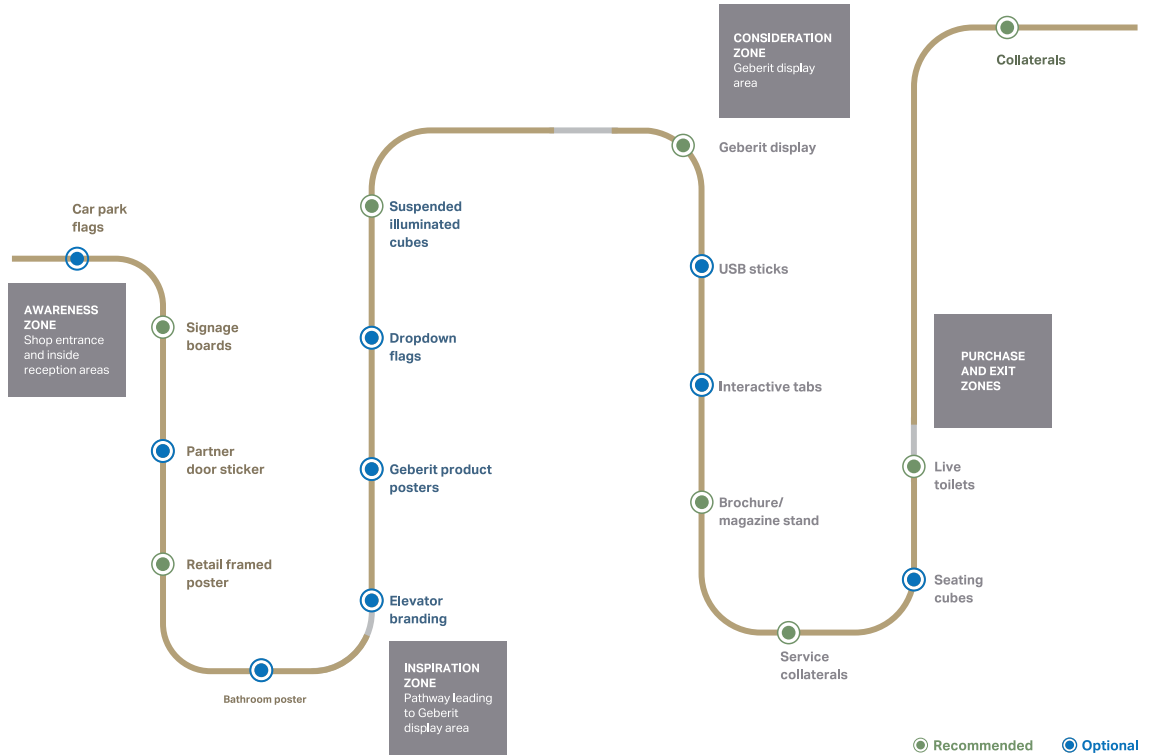 Car park
flags
AWARENESS
ZONE
Shop entrance
and inside
reception areas
Signage
boards
Partner
door sticker
Retail framed
poster
Bathroom poster
INSPIRATION
ZONE
Pathway leading
to Geberit
display area
Elevator
branding
Geberit product
posters
Dropdown
flags
Suspended
illuminated
cubes
CONSIDERATION
ZONE
Geberit display
area
Geberit display
USB sticks
Interactive tabs
Brochure/
magazine stand
Service
collaterals
Seating
cubes
Live
toilets
PURCHASE
AND EXIT
ZONES
Collaterals
Recommended
Optional